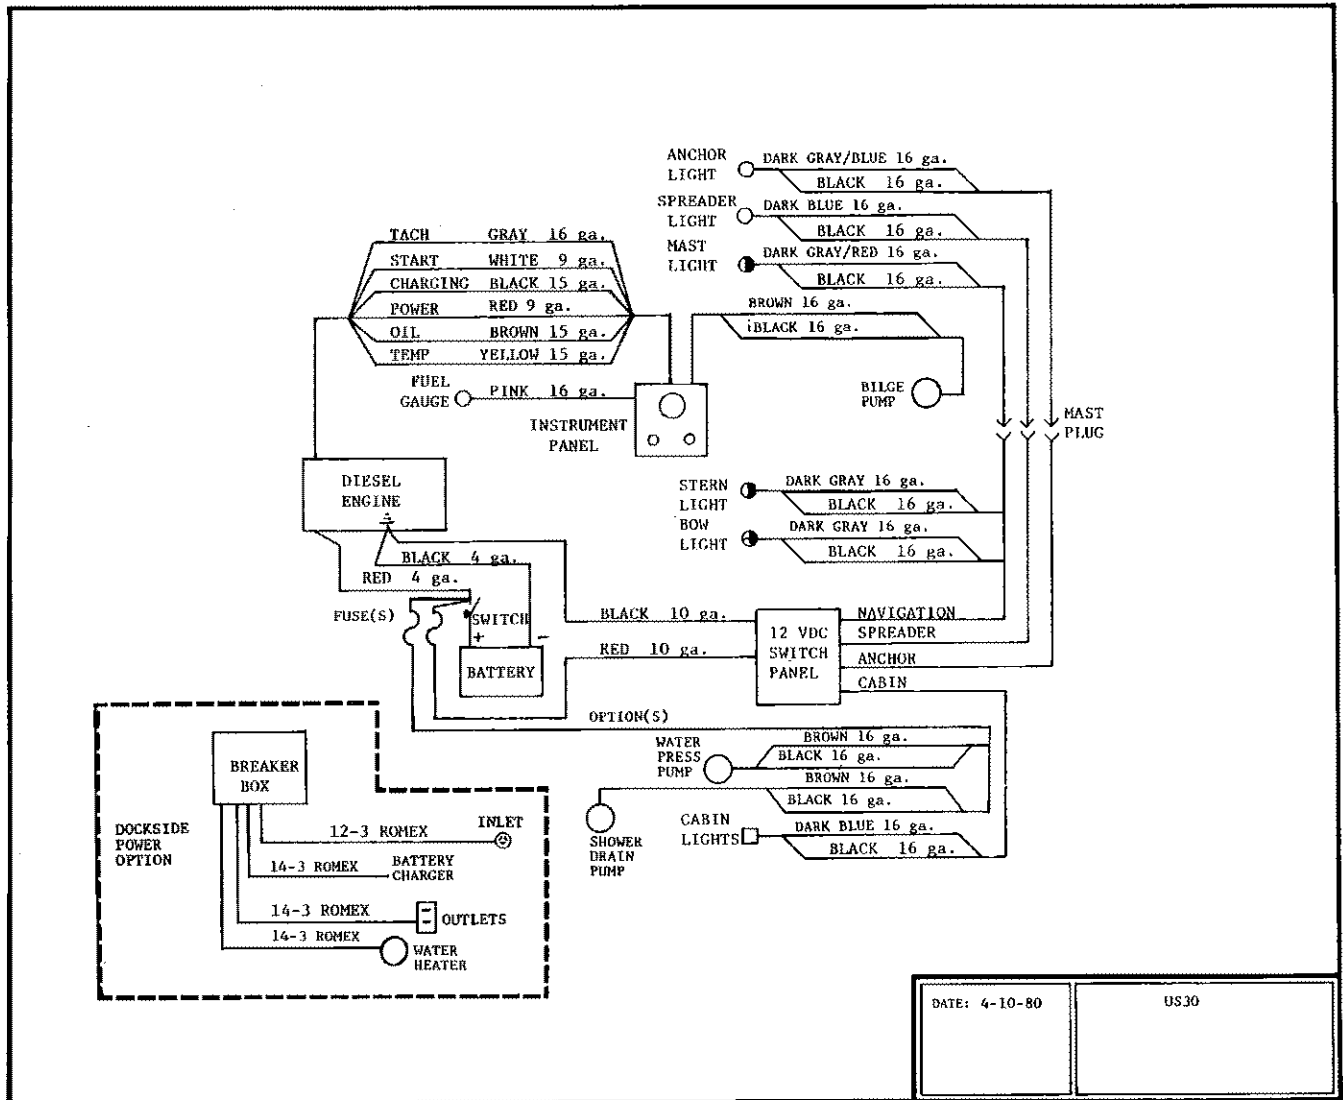 ANCHOR LIGHT
DARK GRAY/BLUE 16 ga.
BLACK 16 ga.
SPREADER LIGHT
DARK BLUE 16 ga.
BLACK 16 ga.
MAST LIGHT
DARK GRAY/RED 16 ga.
BLACK 16 ga.
TACH GRAY 16 ga.
START WHITE 9 ga.
CHARGING BLACK 15 ga.
POWER RED 9 ga.
OIL BROWN 15 ga.
TEMP YELLOW 15 ga.
FUEL GAUGE
PINK 16 ga.
INSTRUMENT PANEL
BROWN 16 ga.
BLACK 16 ga.
BILGE PUMP
MAST PLUG
DIESEL ENGINE
STERN LIGHT
DARK GRAY 16 ga.
BLACK 16 ga.
BOW LIGHT
DARK GRAY 16 ga.
BLACK 16 ga.
BLACK 4 ga.
RED 4 ga.
FUSE(S)
SWITCH
+ -
BATTERY
BLACK 10 ga.
RED 10 ga.
12 VDC SWITCH PANEL
NAVIGATION
SPREADER
ANCHOR
CABIN
OPTION(S)
WATER PRESS PUMP
BROWN 16 ga.
BLACK 16 ga.
BROWN 16 ga.
BLACK 16 ga.
SHOWER DRAIN PUMP
CABIN LIGHTS
DARK BLUE 16 ga.
BLACK 16 ga.
BREAKER BOX
DOCKSIDE POWER OPTION
12-3 ROMEX
INLET
14-3 ROMEX
BATTERY CHARGER
14-3 ROMEX
OUTLETS
14-3 ROMEX
WATER HEATER
DATE: 4-10-80
US30